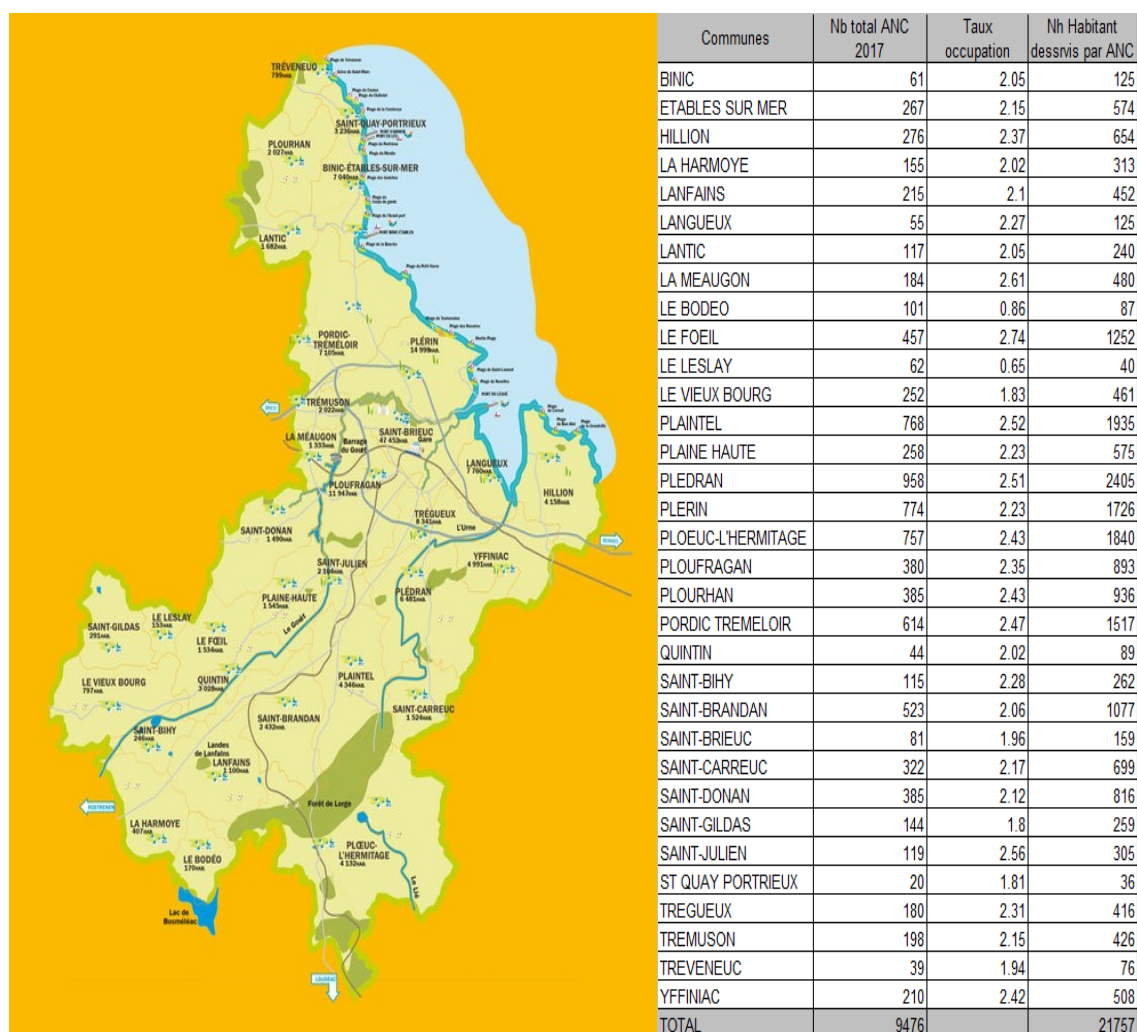 TRÉVENEUC
799HAB.
SAINT-QUAY-PORTRIEUX
3 238HAB.
PLOURHAN
2 027HAB.
BINIC-ÉTABLES-SUR-MER
7 040HAB.
LANTIC
1 682HAB.
PORDIC-
TRÉMÉLOIR
7 105HAB.
PLÉRIN
14 998HAB.
BREST
TRÉMUSON
2 022HAB.
PORT DU LÉGUÉ
LA MÉAUGON
1 333HAB.
Barrage
du Gouët
SAINT-BRIEUC
47 452HAB.
Gare
LANGUEUX
7 760HAB.
PLOUFRAGAN
11 947HAB.
HILLION
4 158HAB.
TRÉGUEUX
8 341HAB.
L'Urne
SAINT-DONAN
1 490HAB.
RENNES
SAINT-JULIEN
YFFINIAC
4 991HAB.
PLAINE-HAUTE
1 545HAB.
PLÉDRAN
6 481HAB.
LE LESLAY
153HAB.
SAINT-GILDAS
291HAB.
LE FŒIL
1 534HAB.
Le Gouët
LE VIEUX BOURG
797HAB.
QUINTIN
3 028HAB.
PLAINTEL
4 346HAB.
SAINT-CARREUC
1 524HAB.
SAINT-BRANDAN
2 432HAB.
SAINT-BIHY
246HAB.
Landes
de Lanfains
LANFAINS
1 100HAB.
ROSTRENEN
Forêt de Lorge
LA HARMOYE
407HAB.
LE BODÉO
170HAB.
PLŒUC-
L'HERMITAGE
4 132HAB.
Le Lié
Lac de
Bosméléac
LOUDÉAC
Communes Nb total ANC 2017 Taux occupation Nh Habitant dessrvis par ANC
BINIC 61 2.05 125
ETABLES SUR MER 267 2.15 574
HILLION 276 2.37 654
LA HARMOYE 155 2.02 313
LANFAINS 215 2.1 452
LANGUEUX 55 2.27 125
LANTIC 117 2.05 240
LA MEAUGON 184 2.61 480
LE BODEO 101 0.86 87
LE FOEIL 457 2.74 1252
LE LESLAY 62 0.65 40
LE VIEUX BOURG 252 1.83 461
PLAINTEL 768 2.52 1935
PLAINE HAUTE 258 2.23 575
PLEDRAN 958 2.51 2405
PLERIN 774 2.23 1726
PLOEUC-L'HERMITAGE 757 2.43 1840
PLOUFRAGAN 380 2.35 893
PLOURHAN 385 2.43 936
PORDIC TREMELOIR 614 2.47 1517
QUINTIN 44 2.02 89
SAINT-BIHY 115 2.28 262
SAINT-BRANDAN 523 2.06 1077
SAINT-BRIEUC 81 1.96 159
SAINT-CARREUC 322 2.17 699
SAINT-DONAN 385 2.12 816
SAINT-GILDAS 144 1.8 259
SAINT-JULIEN 119 2.56 305
ST QUAY PORTRIEUX 20 1.81 36
TREGUEUX 180 2.31 416
TREMUSON 198 2.15 426
TREVENEUC 39 1.94 76
YFFINIAC 210 2.42 508
TOTAL 9476 21757